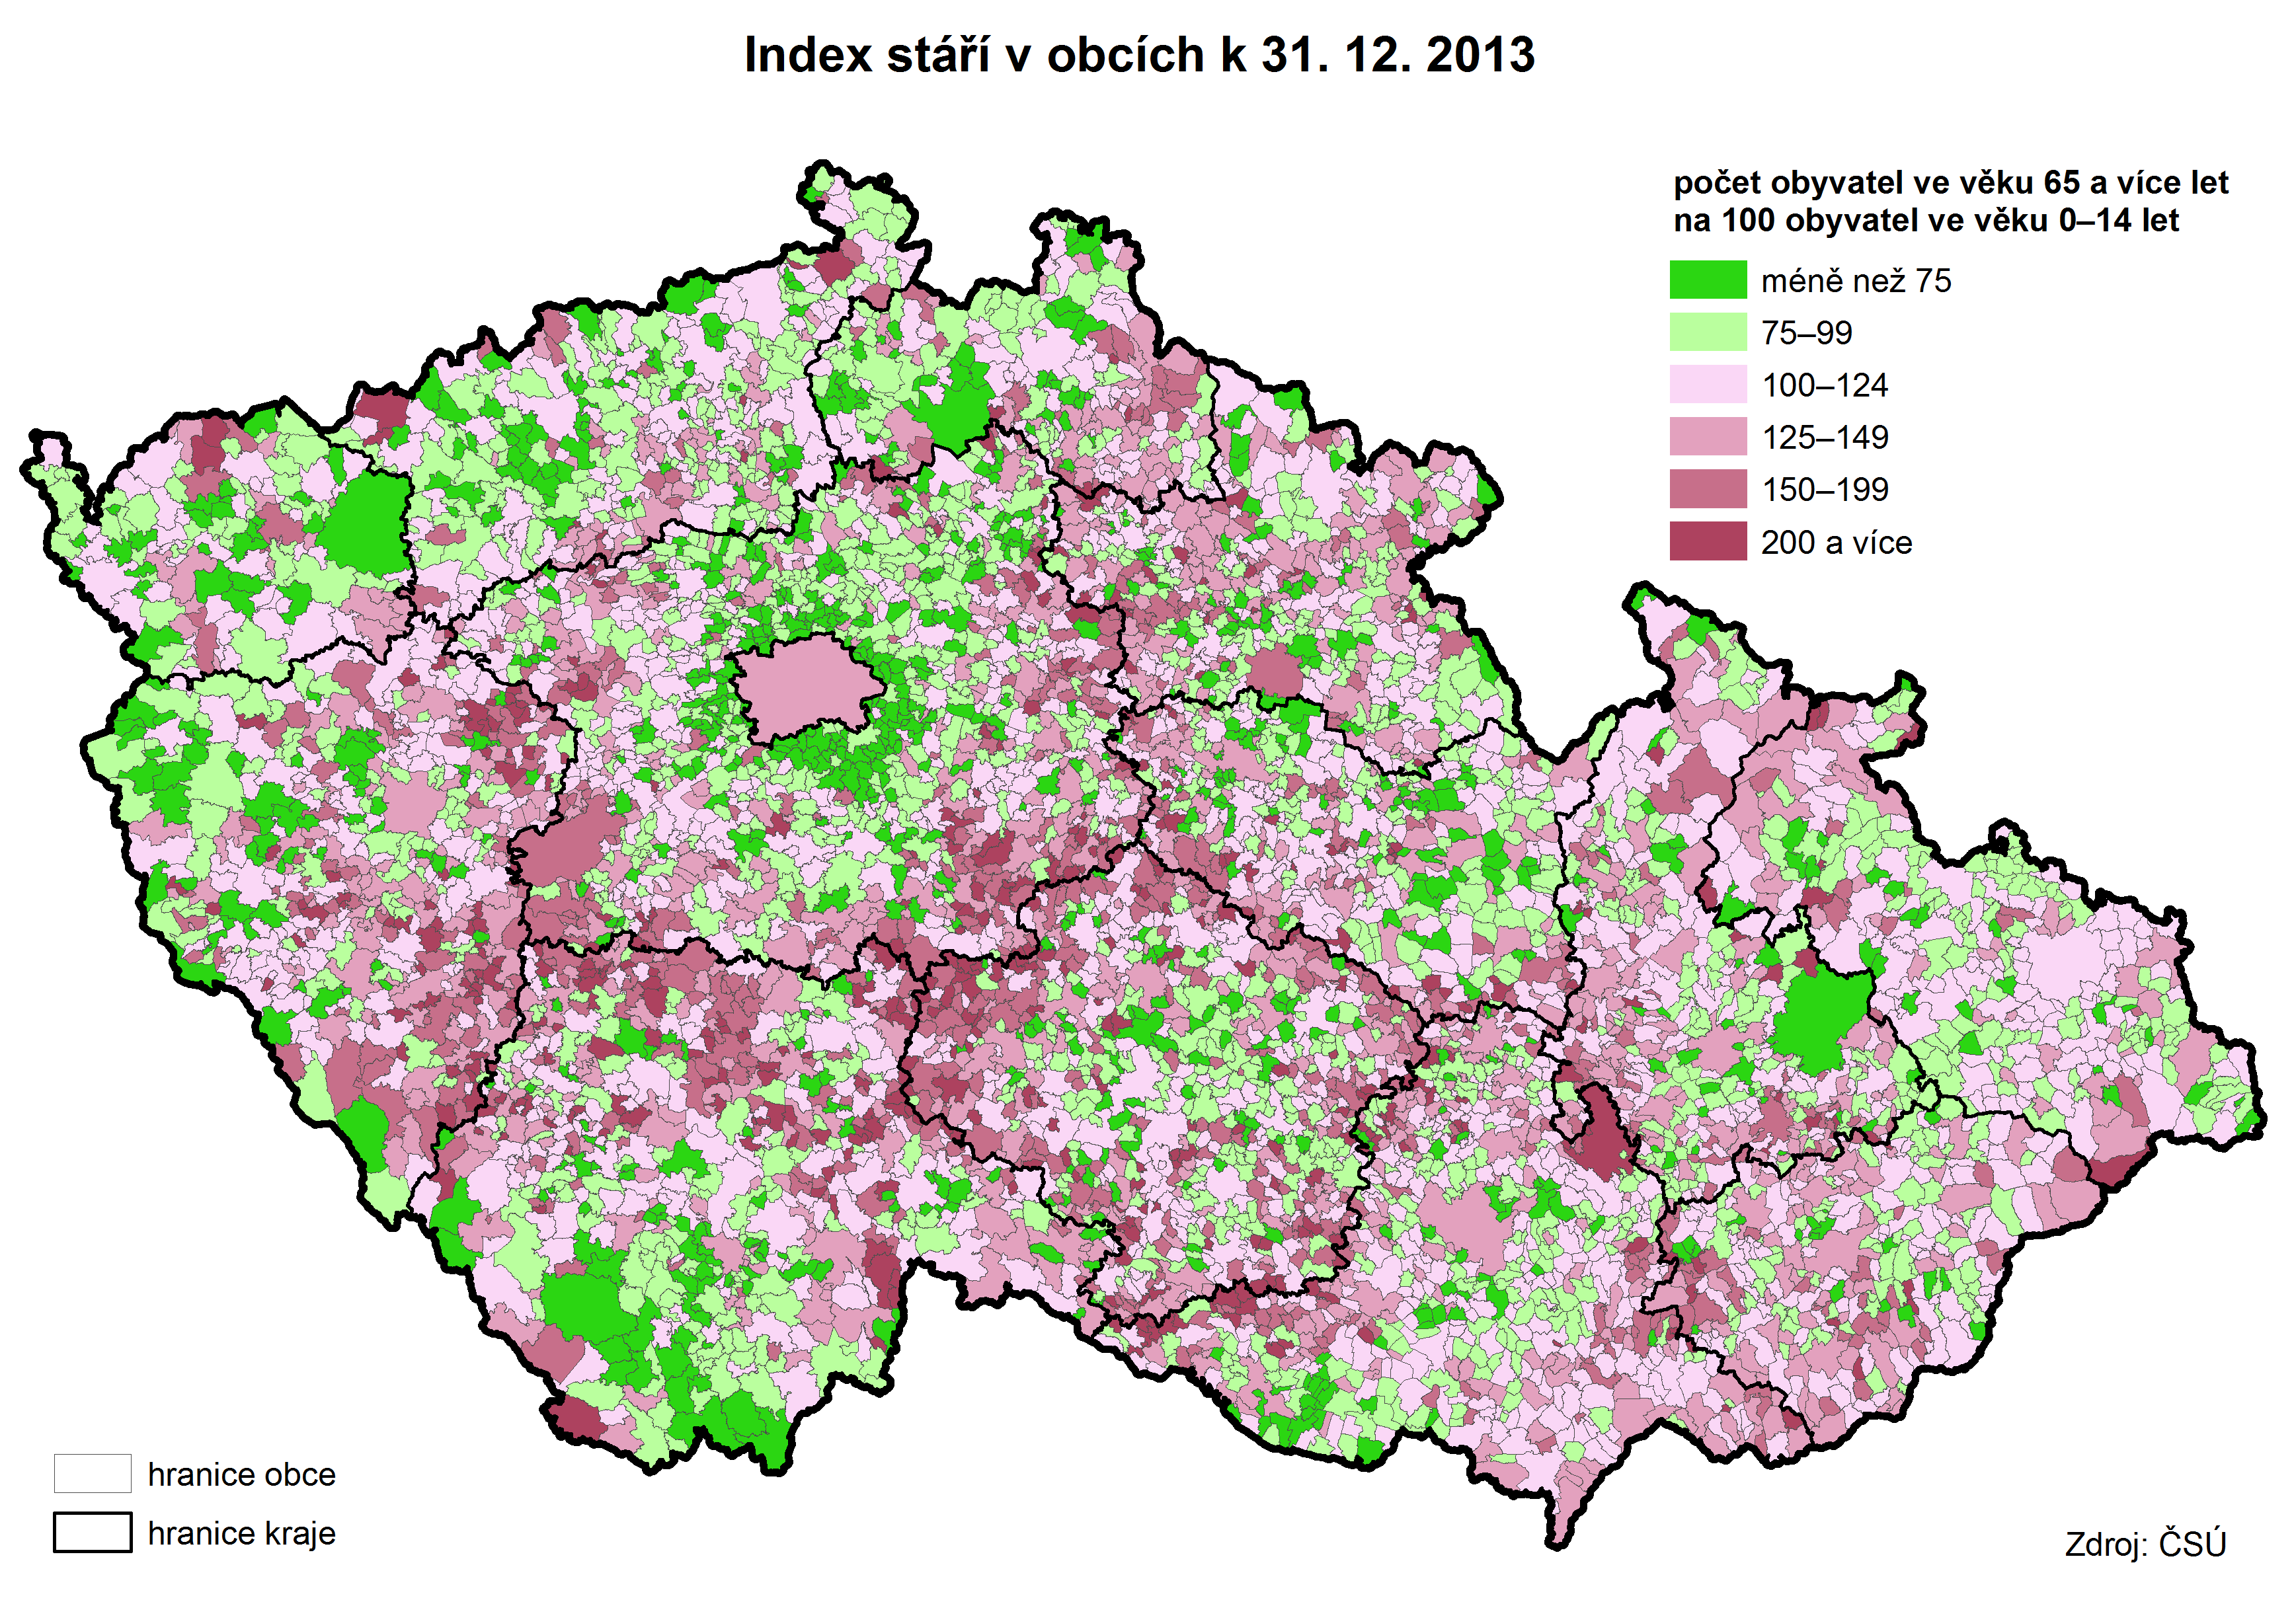 Index stáří v obcích k 31. 12. 2013
počet obyvatel ve věku 65 a více let
na 100 obyvatel ve věku 0–14 let
méně než 75
75–99
100–124
125–149
150–199
200 a více
hranice obce
hranice kraje
Zdroj: ČSÚ